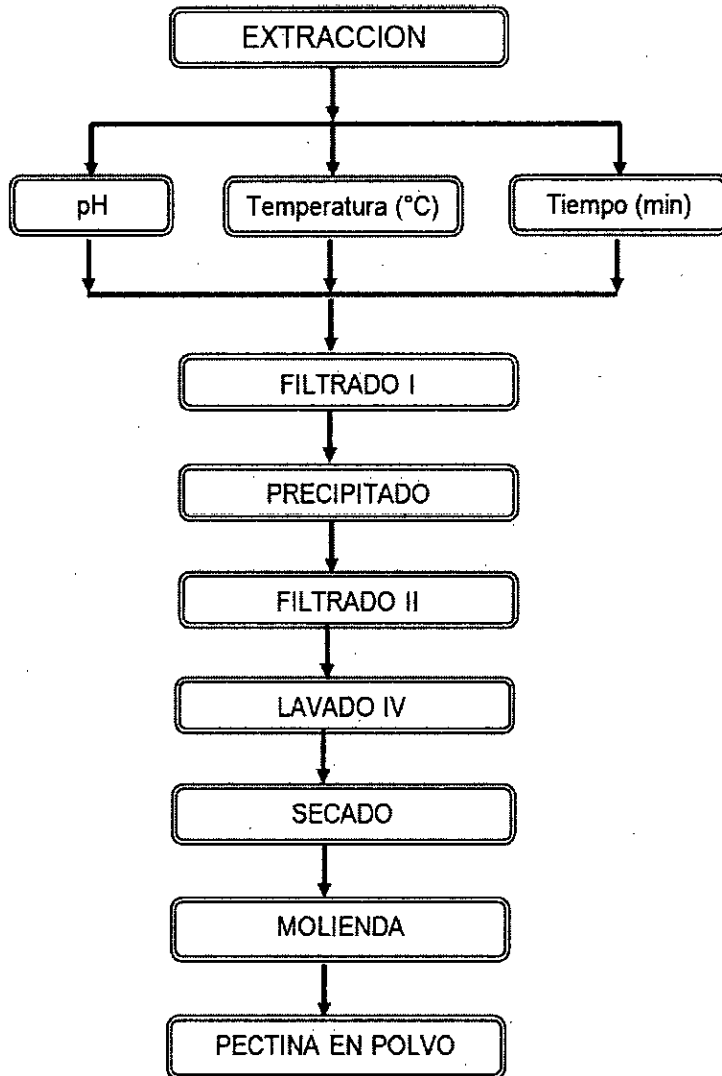 EXTRACCION
pH
Temperatura (°C)
Tiempo (min)
FILTRADO I
PRECIPITADO
FILTRADO II
LAVADO IV
SECADO
MOLIENDA
PECTINA EN POLVO